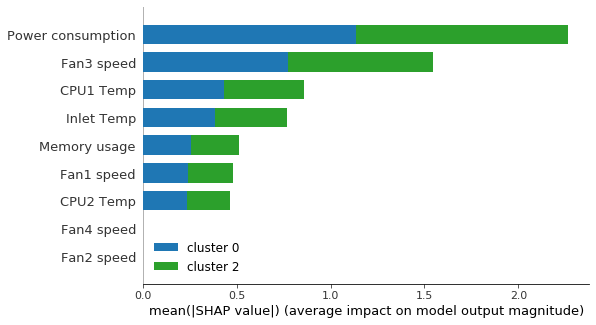 Power consumption
Fan3 speed
CPU1 Temp
Inlet Temp
Memory usage
Fan1 speed
CPU2 Temp
Fan4 speed
Fan2 speed
cluster 0
cluster 2
0.0 0.5 1.0 1.5 2.0
mean(|SHAP value|) (average impact on model output magnitude)